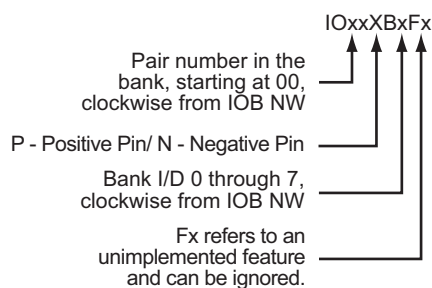 IOxxXBxFx
Pair number in the
bank, starting at 00,
clockwise from IOB NW
P - Positive Pin/ N - Negative Pin
Bank I/D 0 through 7,
clockwise from IOB NW
Fx refers to an
unimplemented feature
and can be ignored.